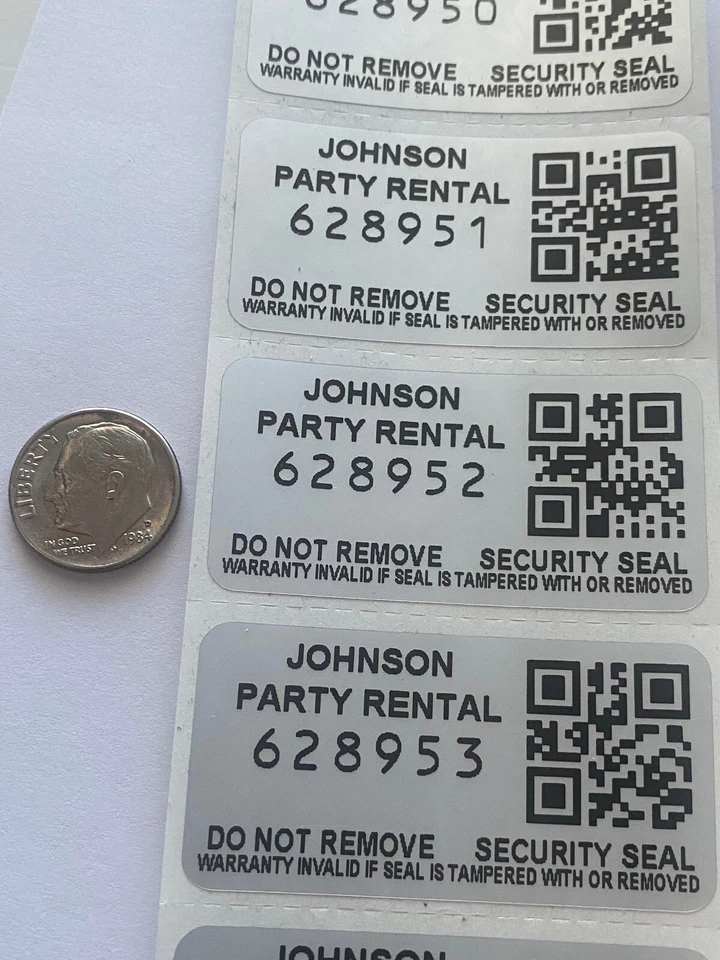 628950
DO NOT REMOVE SECURITY SEAL
WARRANTY INVALID IF SEAL IS TAMPERED WITH OR REMOVED
JOHNSON
PARTY RENTAL
628951
DO NOT REMOVE SECURITY SEAL
WARRANTY INVALID IF SEAL IS TAMPERED WITH OR REMOVED
JOHNSON
PARTY RENTAL
628952
DO NOT REMOVE SECURITY SEAL
WARRANTY INVALID IF SEAL IS TAMPERED WITH OR REMOVED
JOHNSON
PARTY RENTAL
628953
DO NOT REMOVE SECURITY SEAL
WARRANTY INVALID IF SEAL IS TAMPERED WITH OR REMOVED
JOHNSON
LIBERTY
IN GOD
WE TRUST
D
1984